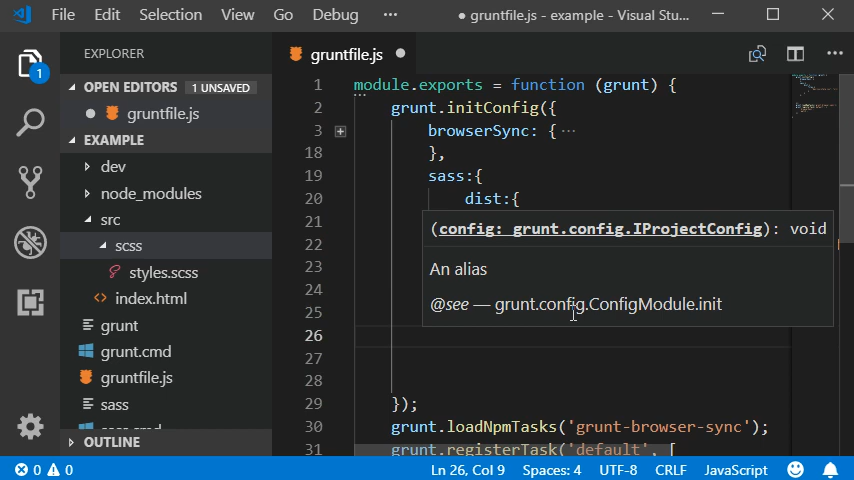 File Edit Selection View Go Debug ··· ● gruntfile.js - example - Visual Stu...
1
EXPLORER
OPEN EDITORS 1 UNSAVED
gruntfile.js
EXAMPLE
dev
node_modules
src
scss
styles.scss
index.html
grunt
grunt.cmd
gruntfile.js
sass
OUTLINE
gruntfile.js
1 module.exports = function (grunt) {
2 grunt.initConfig({
3 browserSync: {···
18 },
19 sass:{
20 dist:{
21
22
23
24
25
26
27
28
29 });
30 grunt.loadNpmTasks('grunt-browser-sync');
31 grunt.registerTask('default', [
(config: grunt.config.IProjectConfig): void
An alias
@see — grunt.config.ConfigModule.init
0 0 Ln 26, Col 9 Spaces: 4 UTF-8 CRLF JavaScript